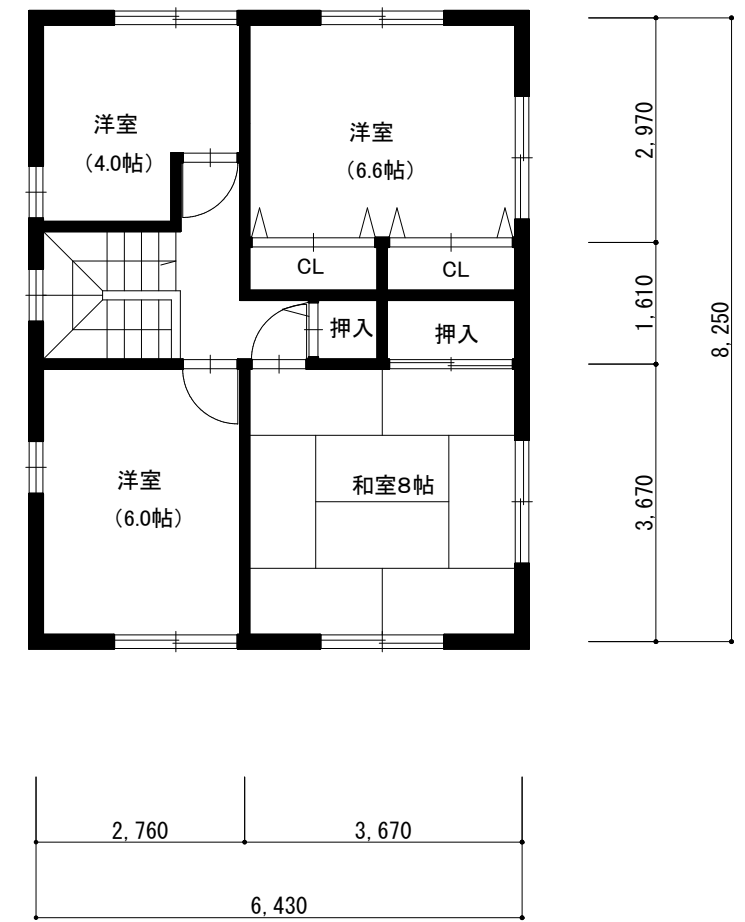 洋室
（4.0帖）
洋室
（6.6帖）
CL
CL
押入
押入
洋室
（6.0帖）
和室8帖
2,970
1,610
3,670
8,250
2,760
3,670
6,430